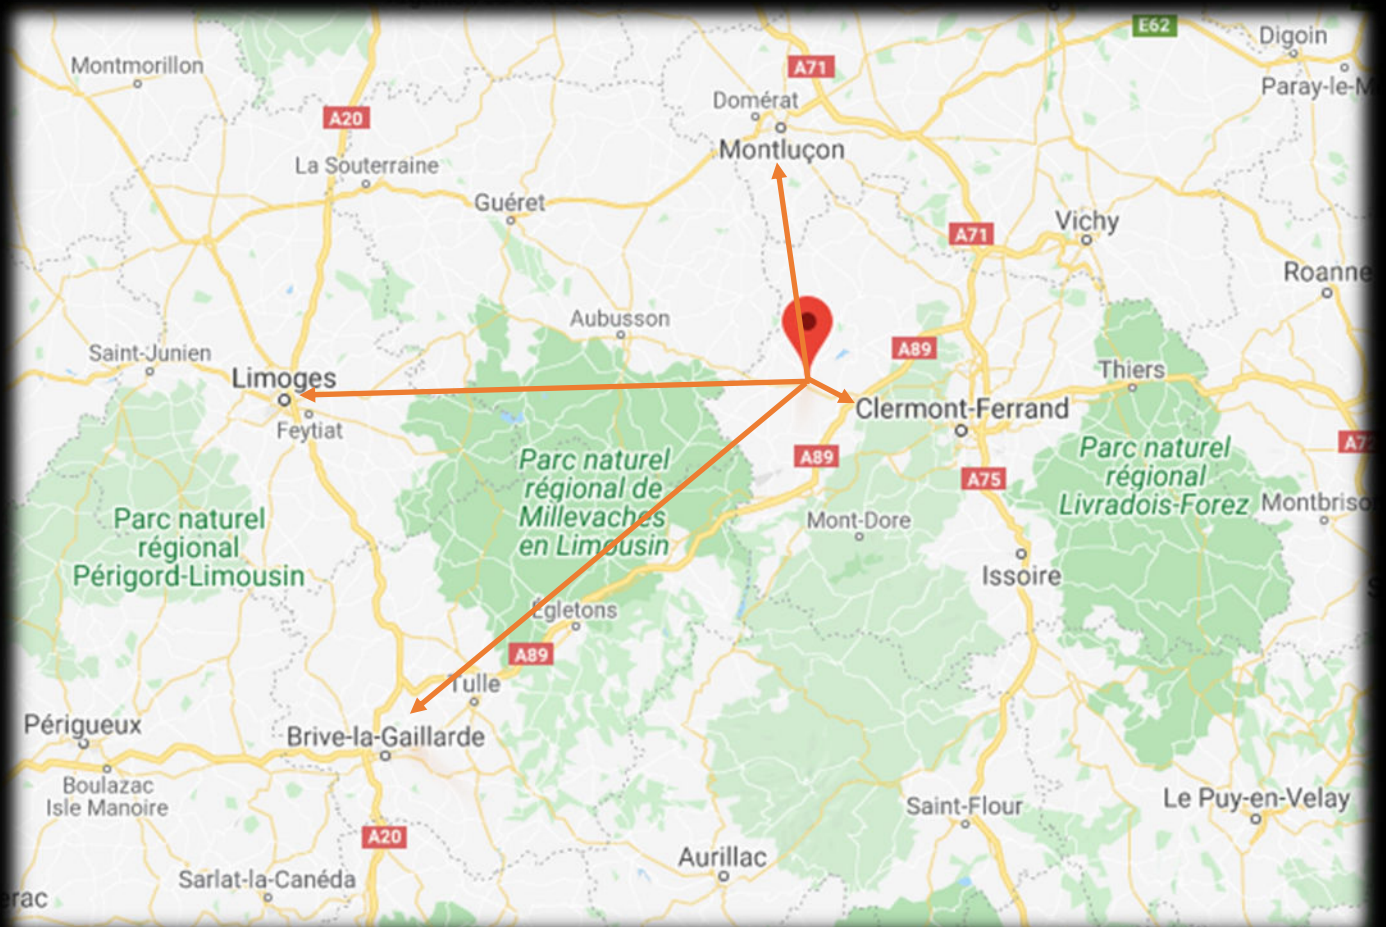 E62
Digoin
Montmorillon
A71
Paray-le-M
Domérat
A20
Montluçon
La Souterraine
Guéret
Vichy
A71
Roanne
Aubusson
A89
Saint-Junien
Limoges
Thiers
Clermont-Ferrand
Feytiat
A72
Parc naturel
régional
Livradois-Forez
A89
Parc naturel
régional de
Millevaches
en Limousin
A75
Montbriso
Parc naturel
régional
Périgord-Limousin
Mont-Dore
Issoire
Égletons
A89
Tulle
Périgueux
Brive-la-Gaillarde
Boulazac
Isle Manoire
Saint-Flour
Le Puy-en-Velay
A20
Aurillac
Sarlat-la-Canéda
erac